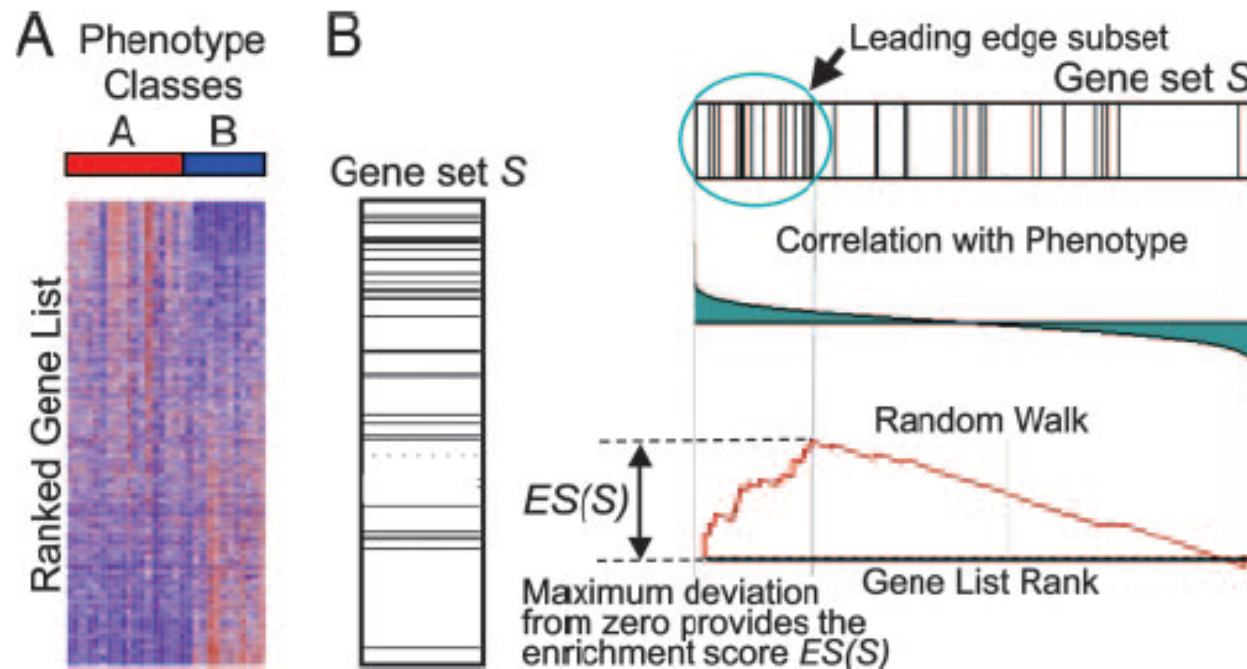 A
Phenotype
Classes
A B
Ranked Gene List
B
Gene set S
Leading edge subset
Gene set S
Correlation with Phenotype
Random Walk
ES(S)
Gene List Rank
Maximum deviation
from zero provides the
enrichment score ES(S)